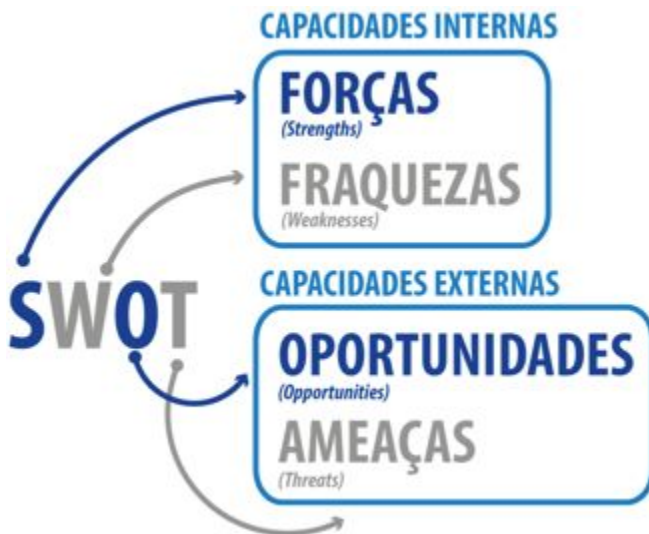 CAPACIDADES INTERNAS
FORÇAS
(Strengths)
FRAQUEZAS
(Weaknesses)
SWOT
CAPACIDADES EXTERNAS
OPORTUNIDADES
(Opportunities)
AMEAÇAS
(Threats)